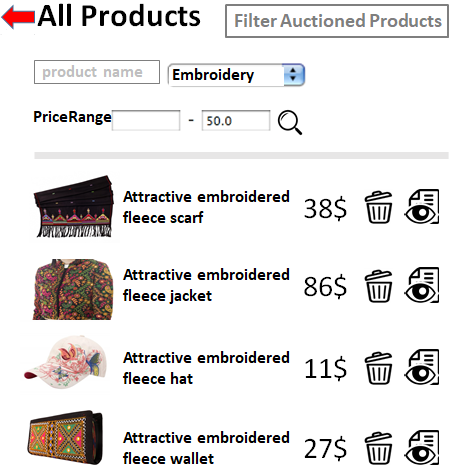 All Products
Filter Auctioned Products
product name
Embroidery
PriceRange
-
50.0
Attractive embroidered
fleece scarf
38$
Attractive embroidered
fleece jacket
86$
Attractive embroidered
fleece hat
11$
Attractive embroidered
fleece wallet
27$